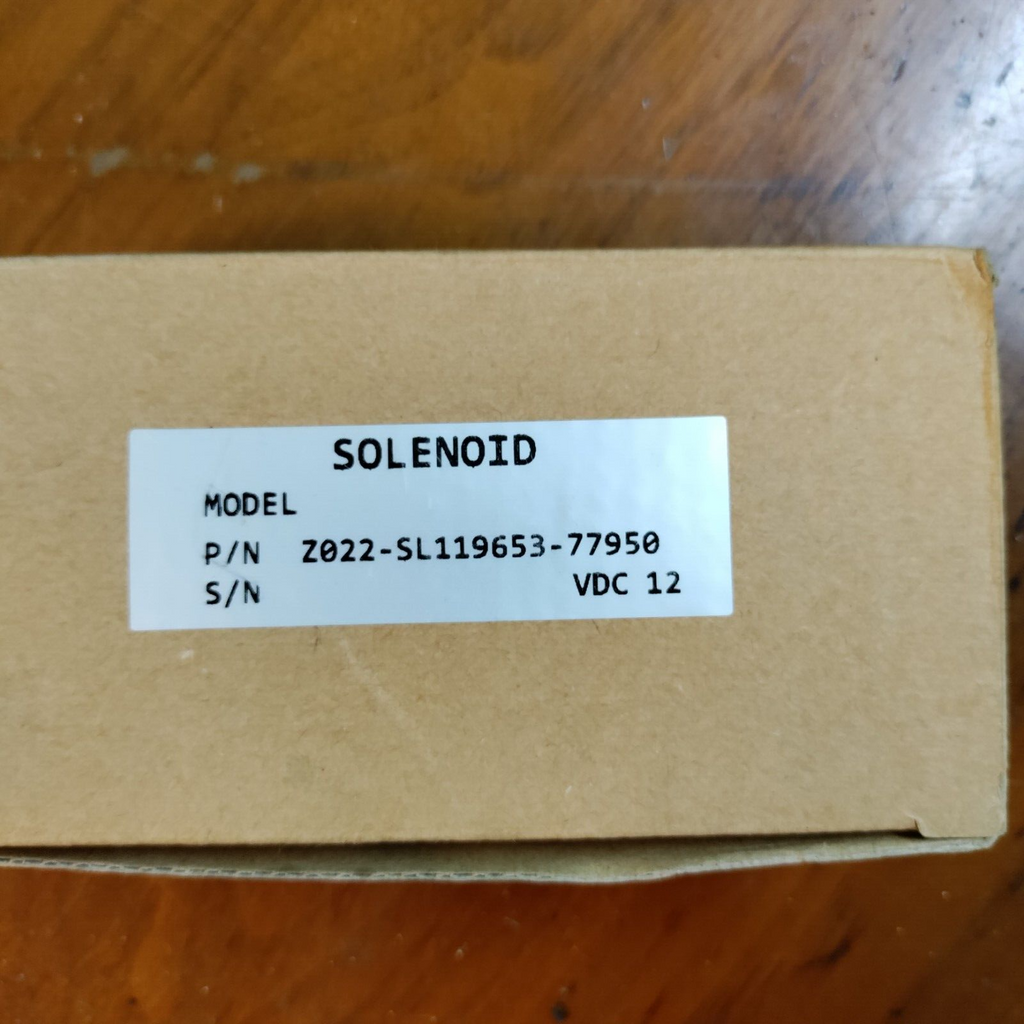 SOLENOID
MODEL
P/N Z022-SL119653-77950
S/N VDC 12